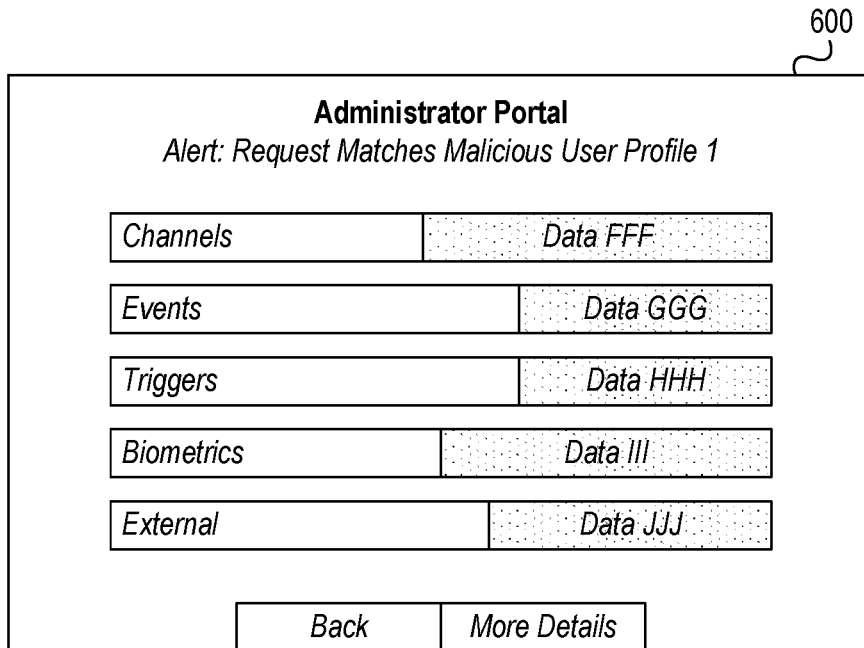 600
Administrator Portal
Alert: Request Matches Malicious User Profile 1
Channels Data FFF
Events Data GGG
Triggers Data HHH
Biometrics Data III
External Data JJJ
Back More Details